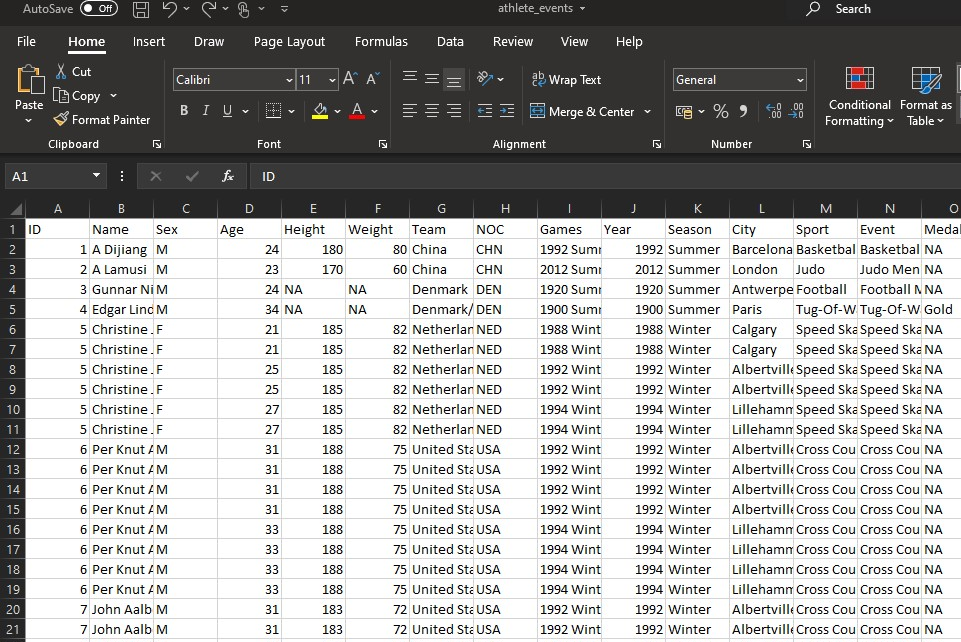 AutoSave Off athlete_events Search
File Home Insert Draw Page Layout Formulas Data Review View Help
Cut Calibri 11 A A ab Wrap Text General
Paste Copy B I U A Merge & Center % 9 Conditional Format as
Format Painter Formatting Table
Clipboard Font Alignment Number
A1 fx ID
A B C D E F G H I J K L M N O
1 ID Name Sex Age Height Weight Team NOC Games Year Season City Sport Event Medal
2 1 A Dijiang M 24 180 80 China CHN 1992 Sumr 1992 Summer Barcelona Basketbal Basketbal NA
3 2 A Lamusi M 23 170 60 China CHN 2012 Sumr 2012 Summer London Judo Judo Men NA
4 3 Gunnar Ni M 24 NA NA Denmark DEN 1920 Sumr 1920 Summer Antwerpe Football Football M NA
5 4 Edgar Lind M 34 NA NA Denmark/ DEN 1900 Sumr 1900 Summer Paris Tug-Of-W Tug-Of-W Gold
6 5 Christine . F 21 185 82 Netherlan NED 1988 Wint 1988 Winter Calgary Speed Ska Speed Ska NA
7 5 Christine . F 21 185 82 Netherlan NED 1988 Wint 1988 Winter Calgary Speed Ska Speed Ska NA
8 5 Christine . F 25 185 82 Netherlan NED 1992 Wint 1992 Winter Albertville Speed Ska Speed Ska NA
9 5 Christine . F 25 185 82 Netherlan NED 1992 Wint 1992 Winter Albertville Speed Ska Speed Ska NA
10 5 Christine . F 27 185 82 Netherlan NED 1994 Wint 1994 Winter Lillehamm Speed Ska Speed Ska NA
11 5 Christine . F 27 185 82 Netherlan NED 1994 Wint 1994 Winter Lillehamm Speed Ska Speed Ska NA
12 6 Per Knut A M 31 188 75 United Sta USA 1992 Wint 1992 Winter Albertville Cross Cou Cross Cou NA
13 6 Per Knut A M 31 188 75 United Sta USA 1992 Wint 1992 Winter Albertville Cross Cou Cross Cou NA
14 6 Per Knut A M 31 188 75 United Sta USA 1992 Wint 1992 Winter Albertville Cross Cou Cross Cou NA
15 6 Per Knut A M 31 188 75 United Sta USA 1992 Wint 1992 Winter Albertville Cross Cou Cross Cou NA
16 6 Per Knut A M 33 188 75 United Sta USA 1994 Wint 1994 Winter Lillehamm Cross Cou Cross Cou NA
17 6 Per Knut A M 33 188 75 United Sta USA 1994 Wint 1994 Winter Lillehamm Cross Cou Cross Cou NA
18 6 Per Knut A M 33 188 75 United Sta USA 1994 Wint 1994 Winter Lillehamm Cross Cou Cross Cou NA
19 6 Per Knut A M 33 188 75 United Sta USA 1994 Wint 1994 Winter Lillehamm Cross Cou Cross Cou NA
20 7 John Aalb M 31 183 72 United Sta USA 1992 Wint 1992 Winter Albertville Cross Cou Cross Cou NA
21 7 John Aalb M 31 183 72 United Sta USA 1992 Wint 1992 Winter Albertville Cross Cou Cross Cou NA